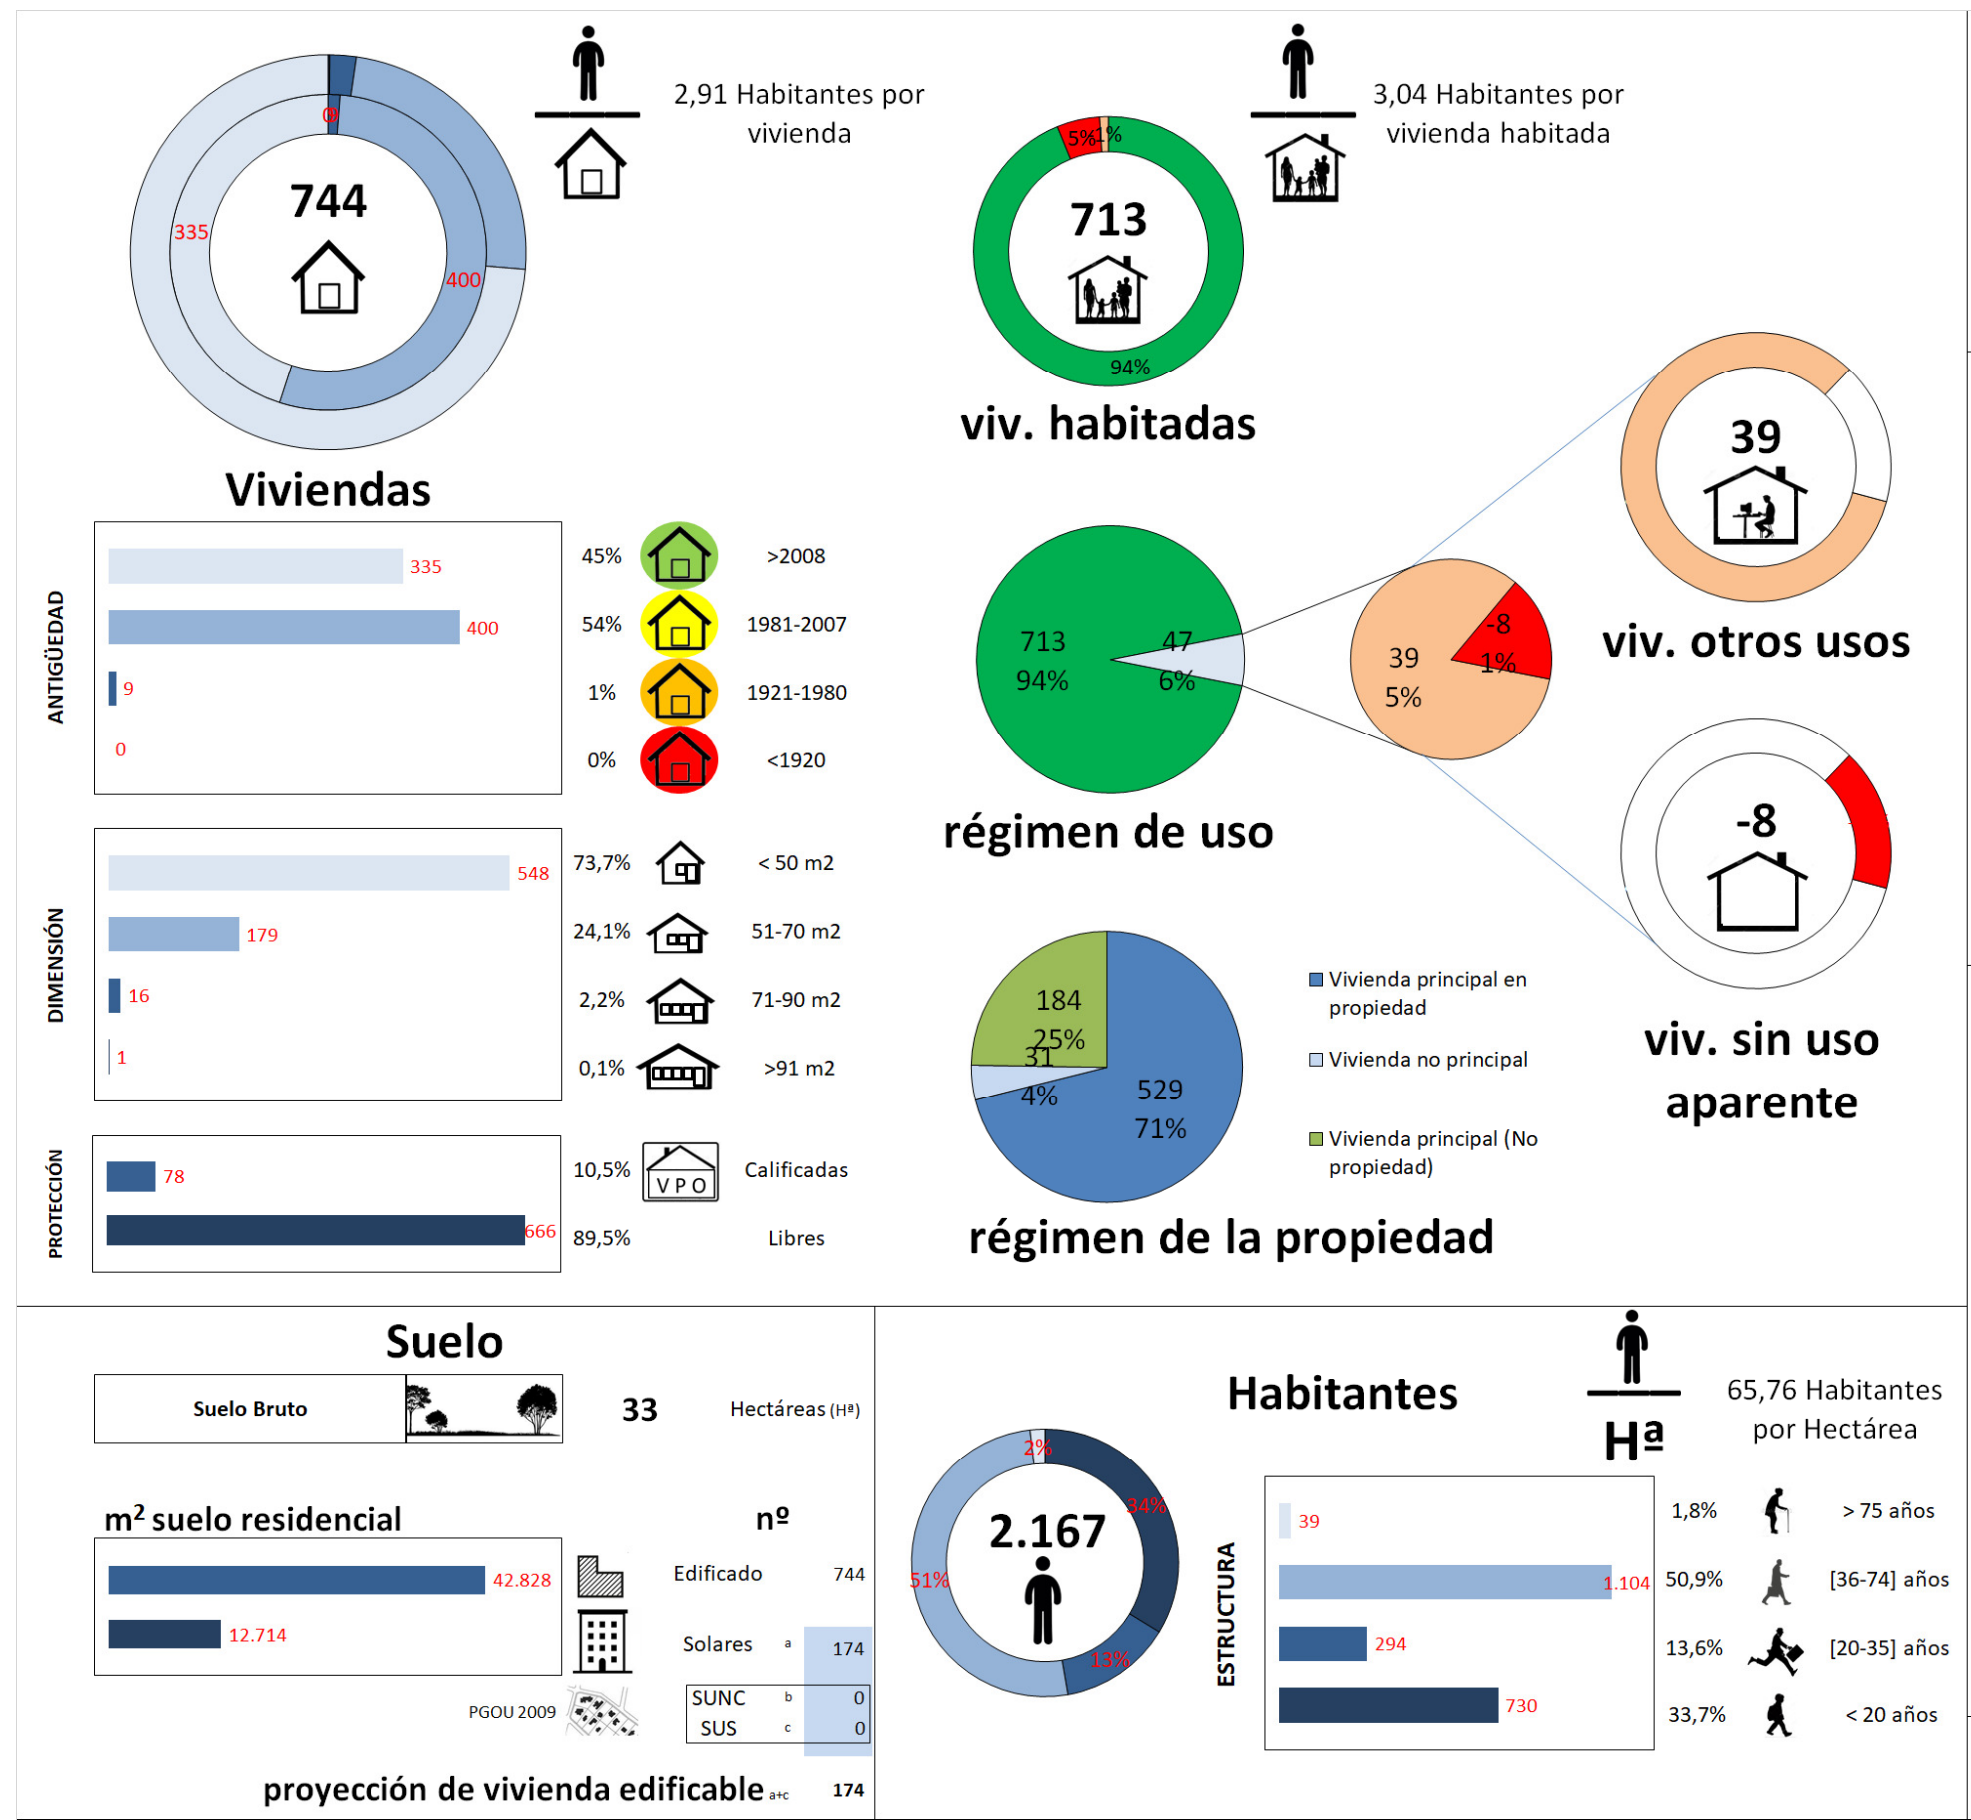 2,91 Habitantes por
vivienda
3,04 Habitantes por
vivienda habitada
0
9
744
335
400
Viviendas
5%
1%
713
94%
viv. habitadas
39
viv. otros usos
ANTIGÜEDAD
335
45%
>2008
400
54%
1981-2007
9
1%
1921-1980
0
0%
<1920
713
94%
47
6%
39
5%
-8
1%
régimen de uso
-8
viv. sin uso
aparente
DIMENSIÓN
548
73,7%
< 50 m2
179
24,1%
51-70 m2
16
2,2%
71-90 m2
1
0,1%
>91 m2
184
25%
31
4%
529
71%
Vivienda principal en
propiedad
Vivienda no principal
Vivienda principal (No
propiedad)
régimen de la propiedad
PROTECCIÓN
78
10,5%
V P O
Calificadas
666
89,5%
Libres
Suelo
Suelo Bruto
33
Hectáreas (Hª)
m2 suelo residencial
nº
42.828
Edificado
744
12.714
Solares a
174
PGOU 2009
SUNC b 0
SUS c 0
proyección de vivienda edificable a+c 174
Habitantes
Hª
65,76 Habitantes
por Hectárea
2%
34%
2.167
51%
13%
ESTRUCTURA
39
1,8%
> 75 años
1.104
50,9%
[36-74] años
294
13,6%
[20-35] años
730
33,7%
< 20 años